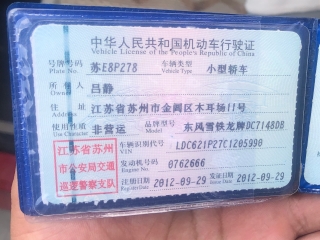 中华人民共和国机动车行驶证
Vehicle License of the People's Republic of China
号牌号码 苏E8P278 车辆类型 小型轿车
Plate No. Vehicle Type
所有人 吕静
住址 江苏省苏州市金阊区木耳场11号
使用性质 非营运 品牌型号 东风雪铁龙牌DC7148DB
江苏省苏州 车辆识别代号 LDC621P27C1205998
市公安局交通 VIN
巡逻警察支队 发动机号码 0762666
Engine No.
注册日期 2012-09-29 发证日期 2012-09-29
Register Date Issue Date